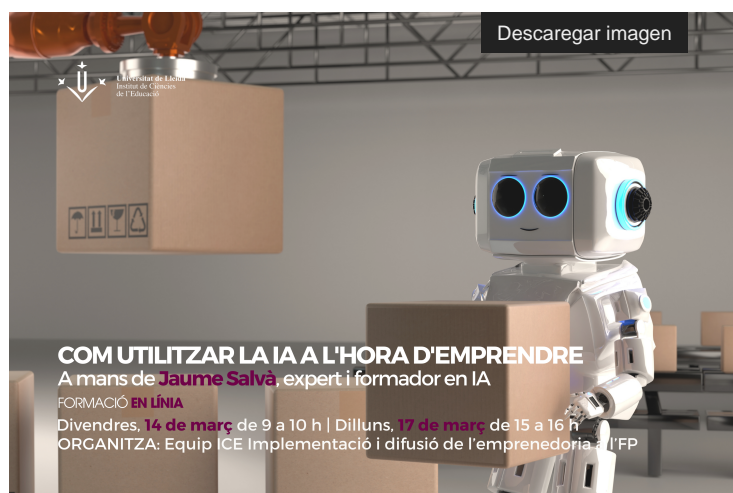 Descaregar imagen
Universitat de Lleida
Institut de Ciències
de l'Educació
COM UTILITZAR LA IA A L'HORA D'EMPRENDRE
A mans de Jaume Salvà, expert i formador en IA
FORMACIÓ EN LÍNIA
Divendres, 14 de març de 9 a 10 h | Dilluns, 17 de març de 15 a 16 h
ORGANITZA: Equip ICE Implementació i difusió de l'emprenedoria a l'FP